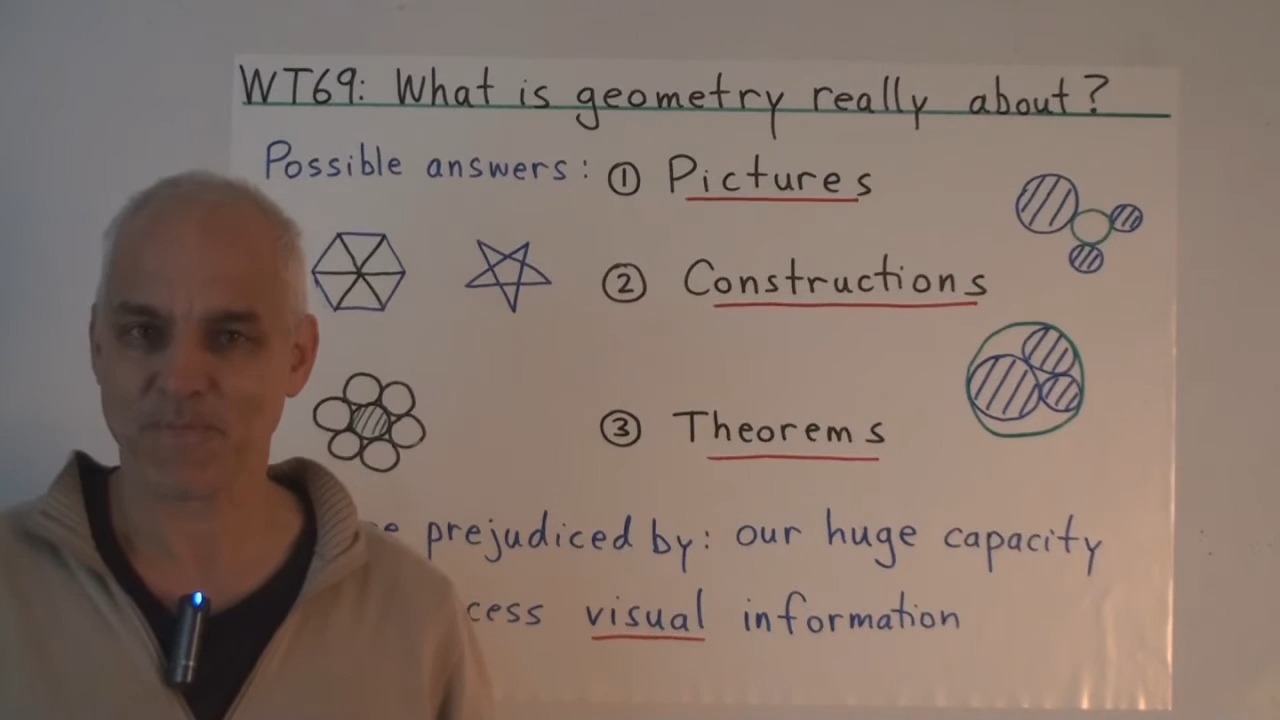 WT69: What is geometry really about?
Possible answers: ① Pictures
② Constructions
③ Theorems
prejudiced by: our huge capacity
visual information